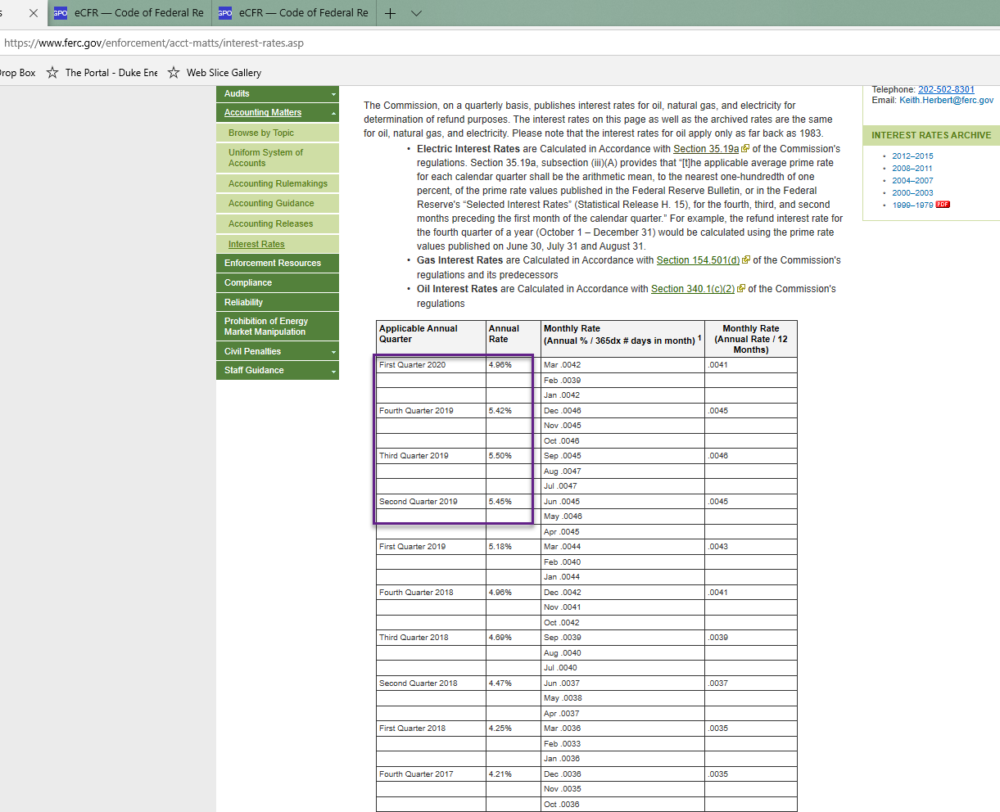 s
eCFR — Code of Federal Re
eCFR — Code of Federal Re
https://www.ferc.gov/enforcement/acct-matts/interest-rates.asp
rop Box
The Portal - Duke Ene
Web Slice Gallery
Audits
Accounting Matters
Browse by Topic
Uniform System of
Accounts
Accounting Rulemakings
Accounting Guidance
Accounting Releases
Interest Rates
Enforcement Resources
Compliance
Reliability
Prohibition of Energy
Market Manipulation
Civil Penalties
Staff Guidance
The Commission, on a quarterly basis, publishes interest rates for oil, natural gas, and electricity for
determination of refund purposes. The interest rates on this page as well as the archived rates are the same
for oil, natural gas, and electricity. Please note that the interest rates for oil apply only as far back as 1983.
• Electric Interest Rates are Calculated in Accordance with Section 35.19a of the Commission's
regulations. Section 35.19a, subsection (iii)(A) provides that “[t]he applicable average prime rate
for each calendar quarter shall be the arithmetic mean, to the nearest one-hundredth of one
percent, of the prime rate values published in the Federal Reserve Bulletin, or in the Federal
Reserve's “Selected Interest Rates” (Statistical Release H. 15), for the fourth, third, and second
months preceding the first month of the calendar quarter.” For example, the refund interest rate for
the fourth quarter of a year (October 1 – December 31) would be calculated using the prime rate
values published on June 30, July 31 and August 31.
• Gas Interest Rates are Calculated in Accordance with Section 154.501(d) of the Commission's
regulations and its predecessors
• Oil Interest Rates are Calculated in Accordance with Section 340.1(c)(2) of the Commission's
regulations
Telephone: 202-502-8301
Email: Keith.Herbert@ferc.gov
INTEREST RATES ARCHIVE
• 2012–2015
• 2008–2011
• 2004–2007
• 2000–2003
• 1999–1979 PDF
Applicable Annual Quarter Annual Rate Monthly Rate (Annual % / 365dx # days in month) 1 Monthly Rate (Annual Rate / 12 Months)
First Quarter 2020 4.96% Mar .0042 .0041
Feb .0039
Jan .0042
Fourth Quarter 2019 5.42% Dec .0046 .0045
Nov .0045
Oct .0046
Third Quarter 2019 5.50% Sep .0045 .0046
Aug .0047
Jul .0047
Second Quarter 2019 5.45% Jun .0045 .0045
May .0046
Apr .0045
First Quarter 2019 5.18% Mar .0044 .0043
Feb .0040
Jan .0044
Fourth Quarter 2018 4.96% Dec .0042 .0041
Nov .0041
Oct .0042
Third Quarter 2018 4.69% Sep .0039 .0039
Aug .0040
Jul .0040
Second Quarter 2018 4.47% Jun .0037 .0037
May .0038
Apr .0037
First Quarter 2018 4.25% Mar .0036 .0035
Feb .0033
Jan .0036
Fourth Quarter 2017 4.21% Dec .0036 .0035
Nov .0035
Oct .0036